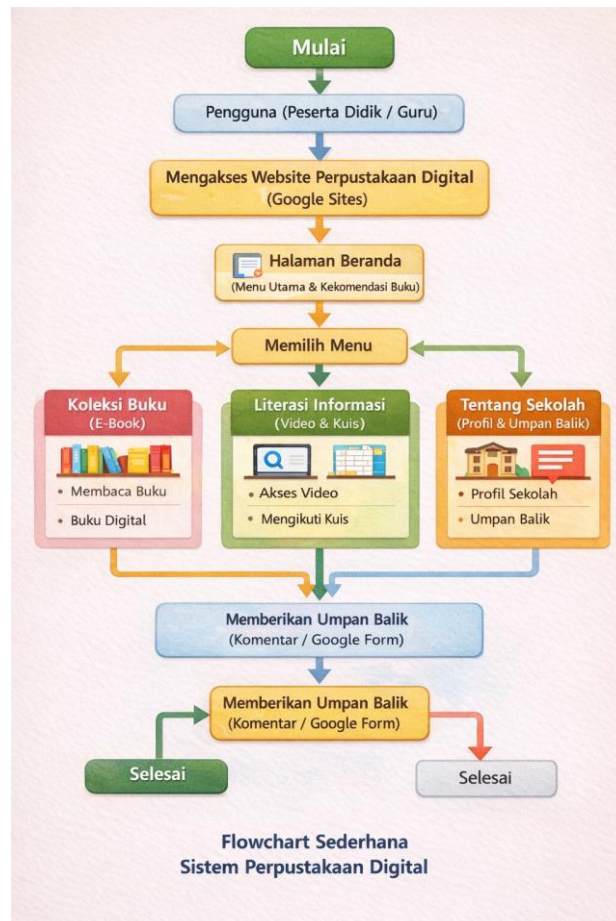 Mulai
Pengguna (Peserta Didik / Guru)
Mengakses Website Perpustakaan Digital
(Google Sites)
Halaman Beranda
(Menu Utama & Kekomendasi Buku)
Memilih Menu
Koleksi Buku
(E-Book)
• Membaca Buku
• Buku Digital
Literasi Informasi
(Video & Kuis)
• Akses Video
• Mengikuti Kuis
Tentang Sekolah
(Profil & Umpan Balik)
• Profil Sekolah
• Umpan Balik
Memberikan Umpan Balik
(Komentar / Google Form)
Memberikan Umpan Balik
(Komentar / Google Form)
Selesai
Selesai
Flowchart Sederhana
Sistem Perpustakaan Digital